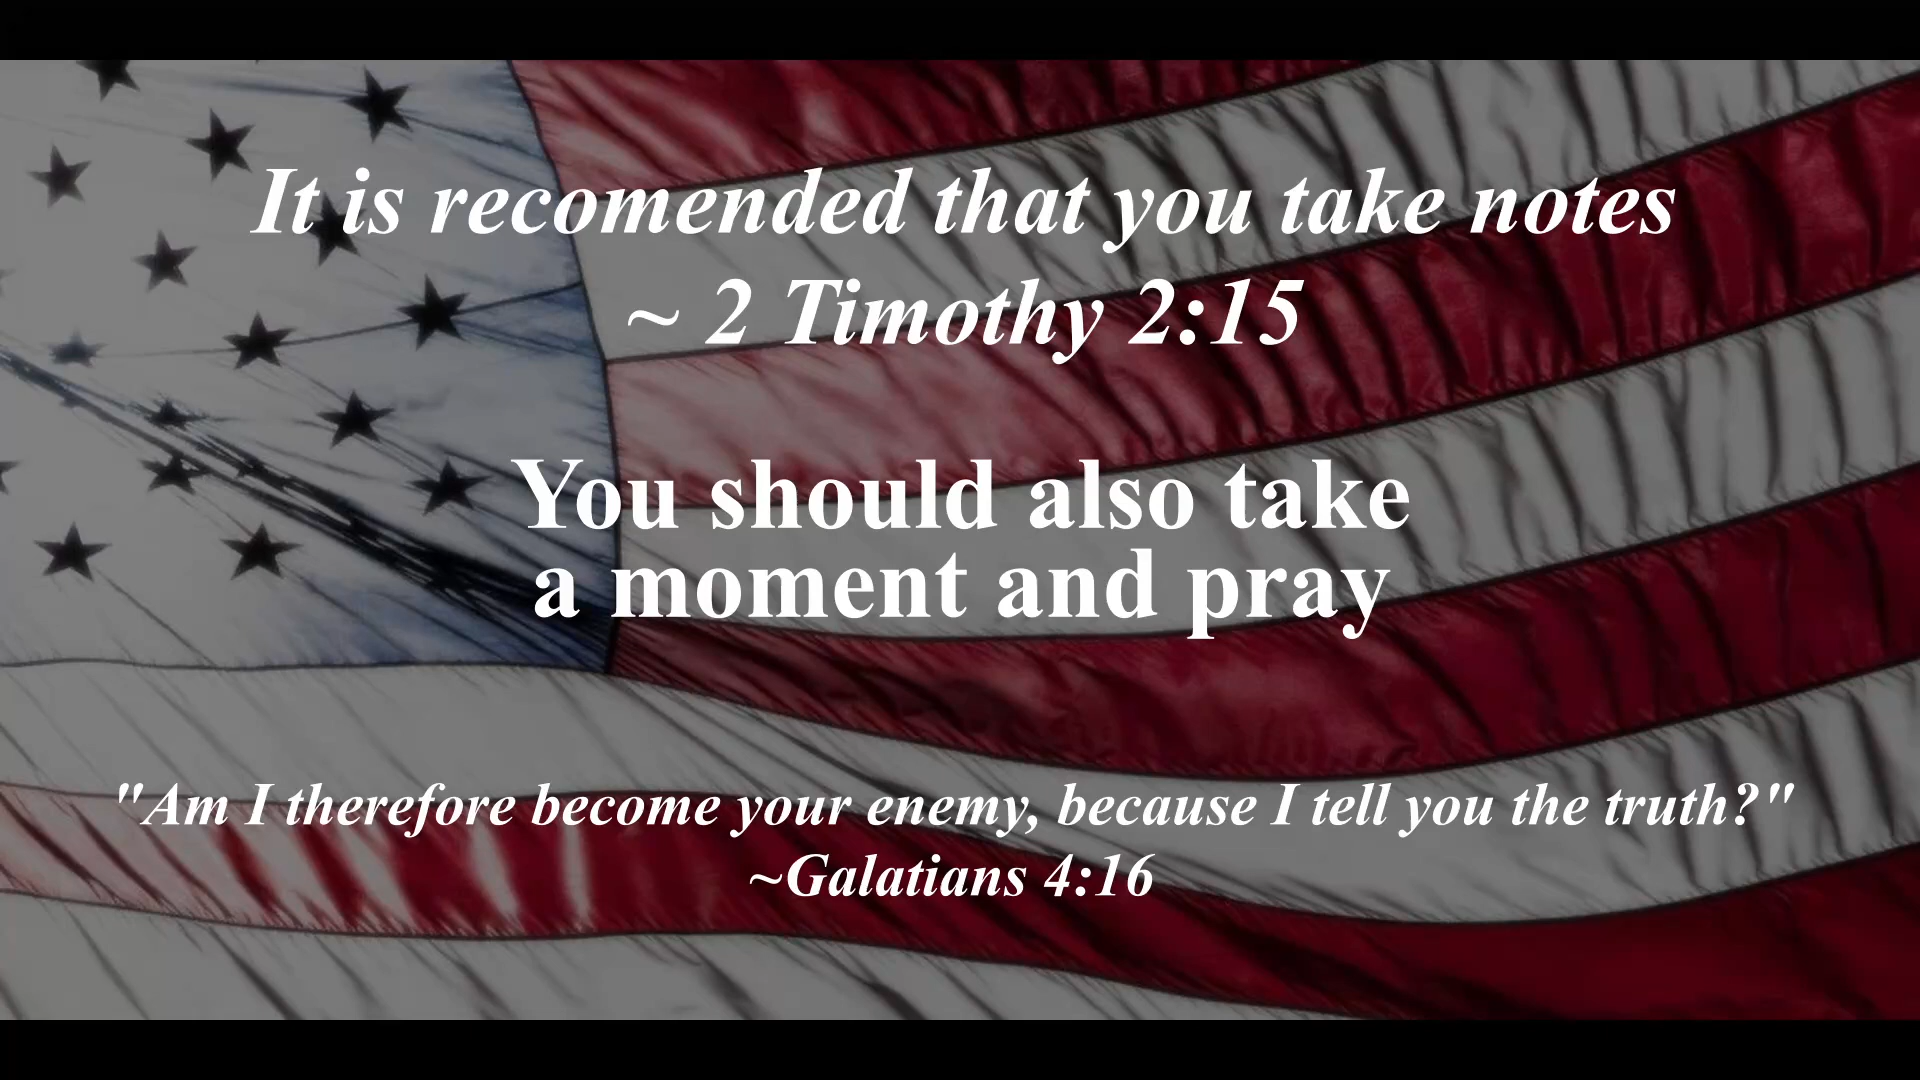 It is recomended that you take notes
~ 2 Timothy 2:15
You should also take
a moment and pray
"Am I therefore become your enemy, because I tell you the truth?"
~Galatians 4:16